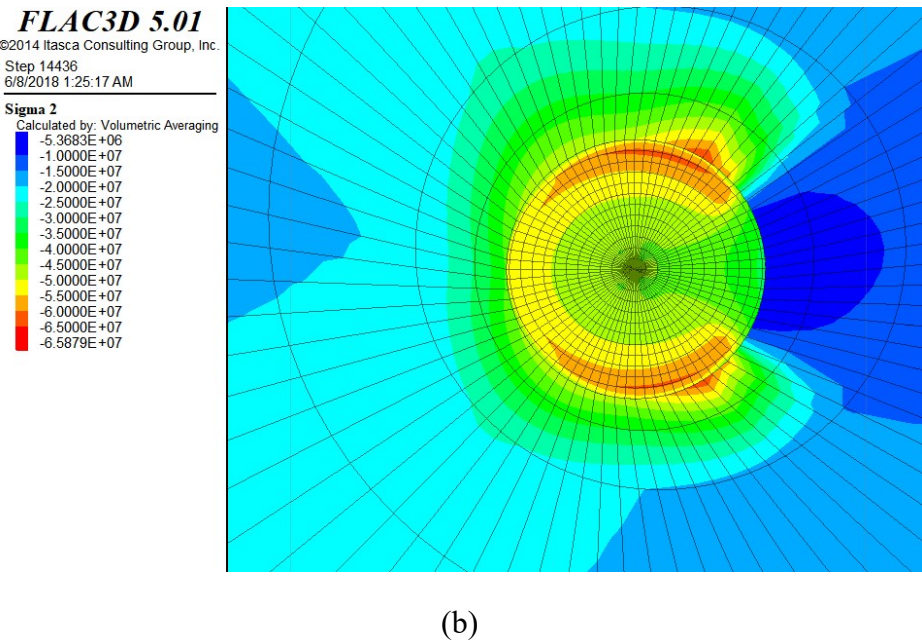 FLAC3D 5.01
©2014 Itasca Consulting Group, Inc.
Step 14436
6/8/2018 1:25:17 AM
Sigma 2
Calculated by: Volumetric Averaging
-5.3683E+06
-1.0000E+07
-1.5000E+07
-2.0000E+07
-2.5000E+07
-3.0000E+07
-3.5000E+07
-4.0000E+07
-4.5000E+07
-5.0000E+07
-5.5000E+07
-6.0000E+07
-6.5000E+07
-6.5879E+07
(b)